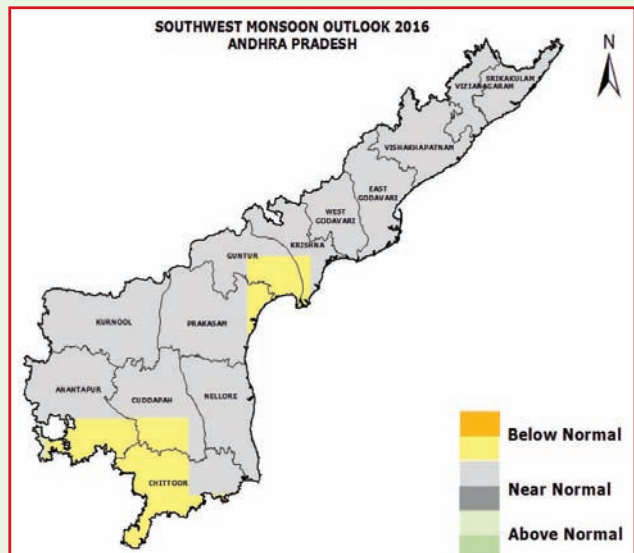 SOUTHWEST MONSOON OUTLOOK 2016
ANDHRA PRADESH
N
SRIKAKULAM
VIZIANAGARAM
VISHAKHAPATNAM
EAST
GODAVARI
WEST
GODAVARI
KRISHNA
GUNTUR
KURNOOL
PRAKASAM
ANANTAPUR
CUDDAPAH
NELLORE
CHITTOOR
Below Normal
Near Normal
Above Normal